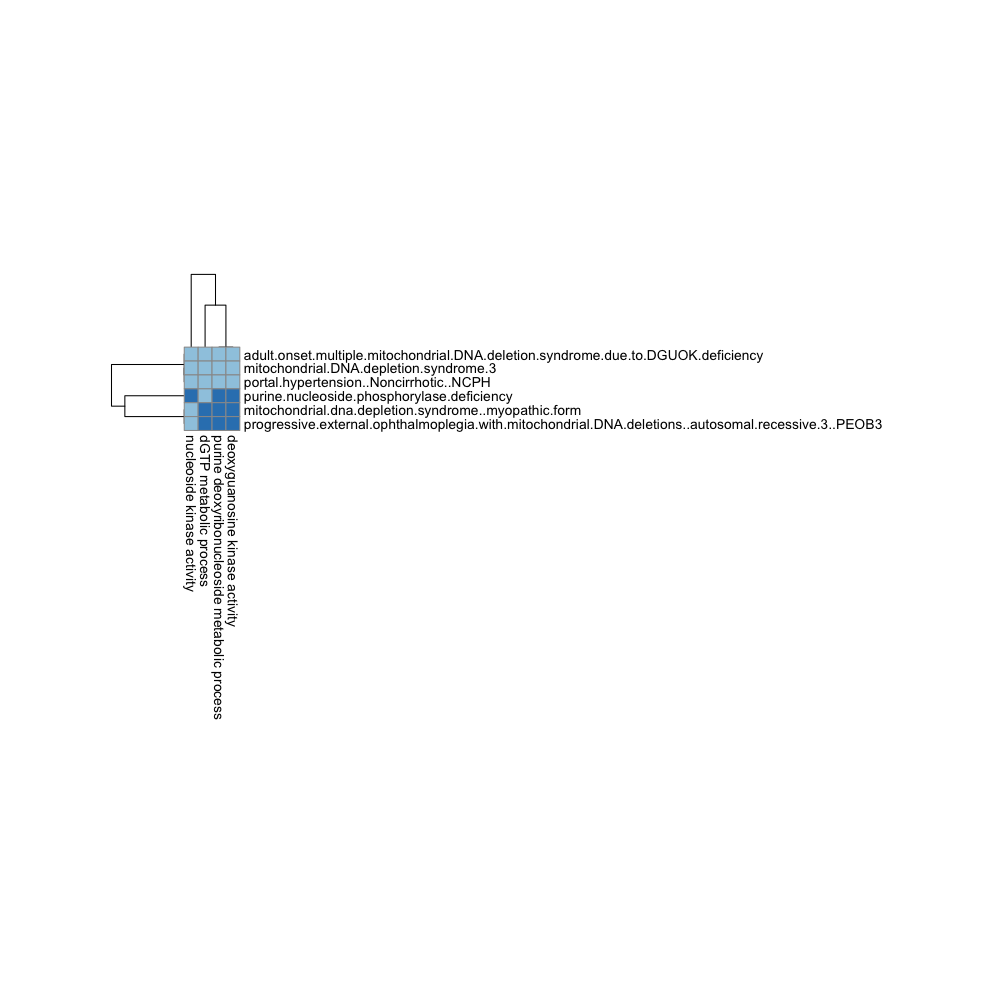 adult.onset.multiple.mitochondrial.DNA.deletion.syndrome.due.to.DGUOK.deficiency
mitochondrial.DNA.depletion.syndrome.3
portal.hypertension..Noncirrhotic..NCPH
purine.nucleoside.phosphorylase.deficiency
mitochondrial.dna.depletion.syndrome..myopathic.form
progressive.external.ophthalmoplegia.with.mitochondrial.DNA.deletions..autosomal.recessive.3..PEOB3
nucleoside kinase activity
dGTP metabolic process
purine deoxyribonucleoside metabolic process
deoxyguanosine kinase activity